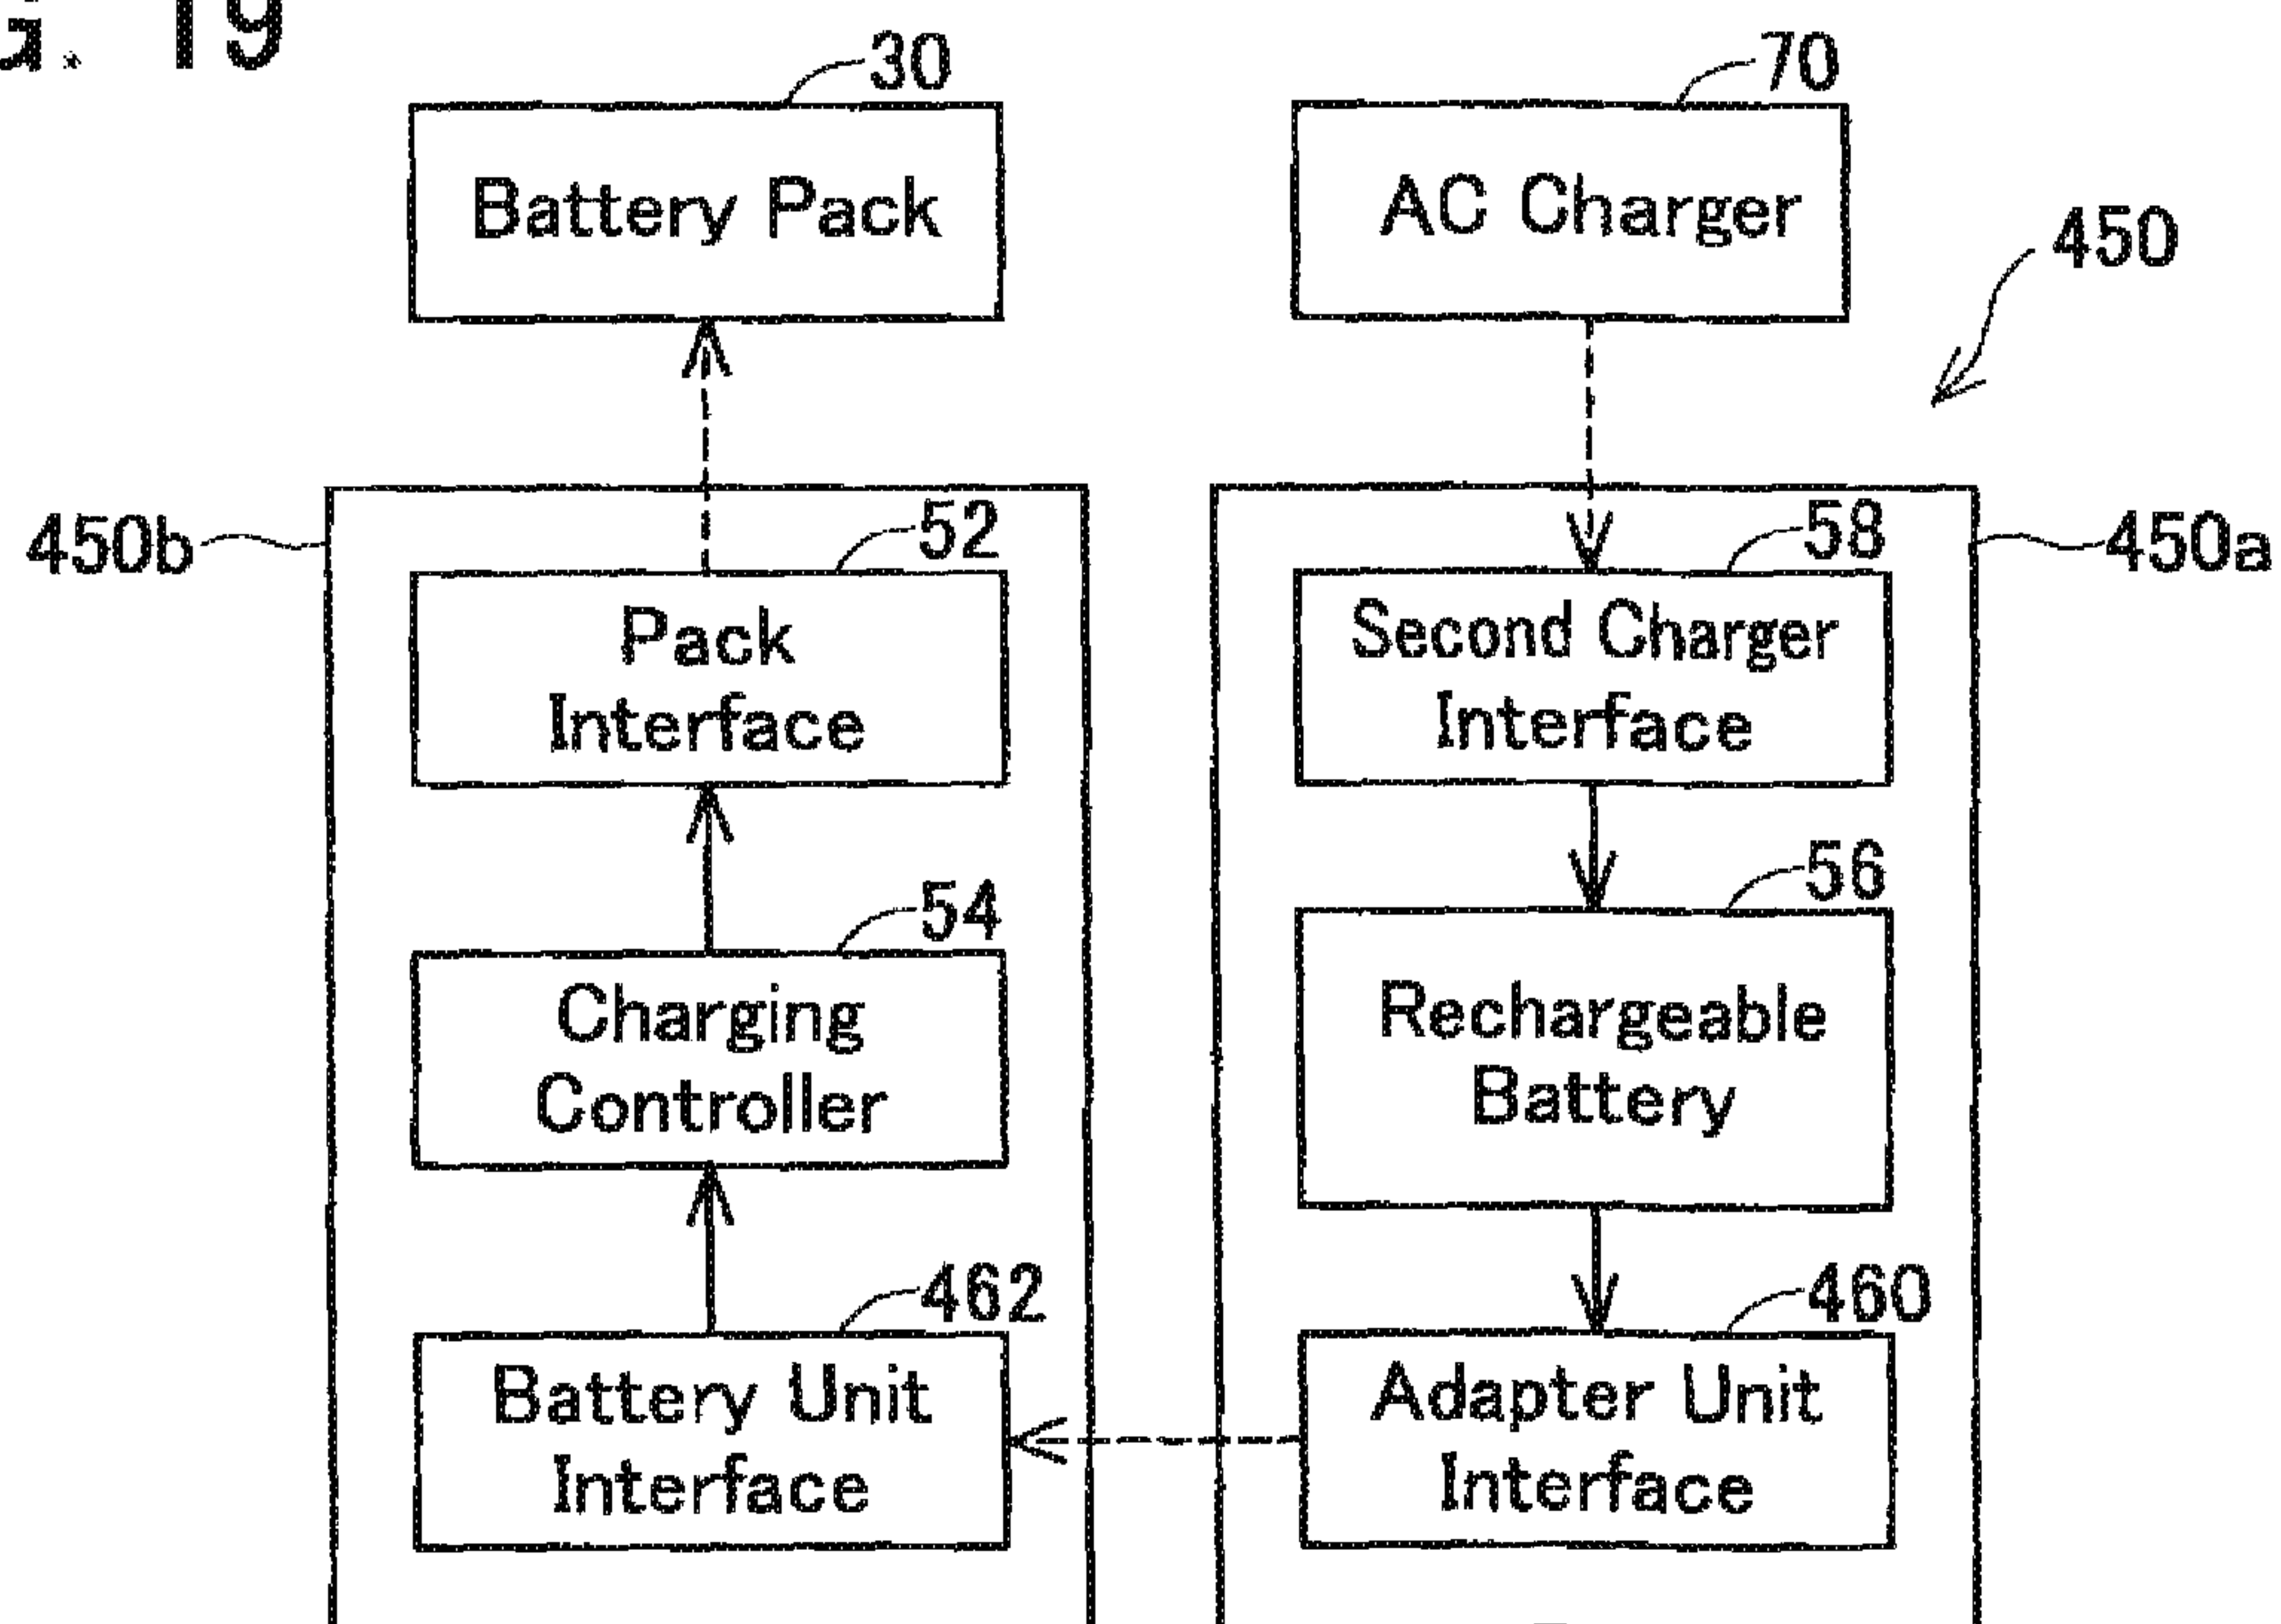 G. 19
30
70
Battery Pack
AC Charger
450
450b
52
58
450a
Pack
Interface
Second Charger
Interface
54
56
Charging
Controller
Rechargeable
Battery
462
460
Battery Unit
Interface
Adapter Unit
Interface